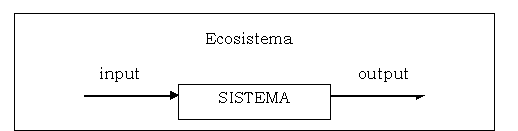 Ecosistema
input
output
SISTEMA